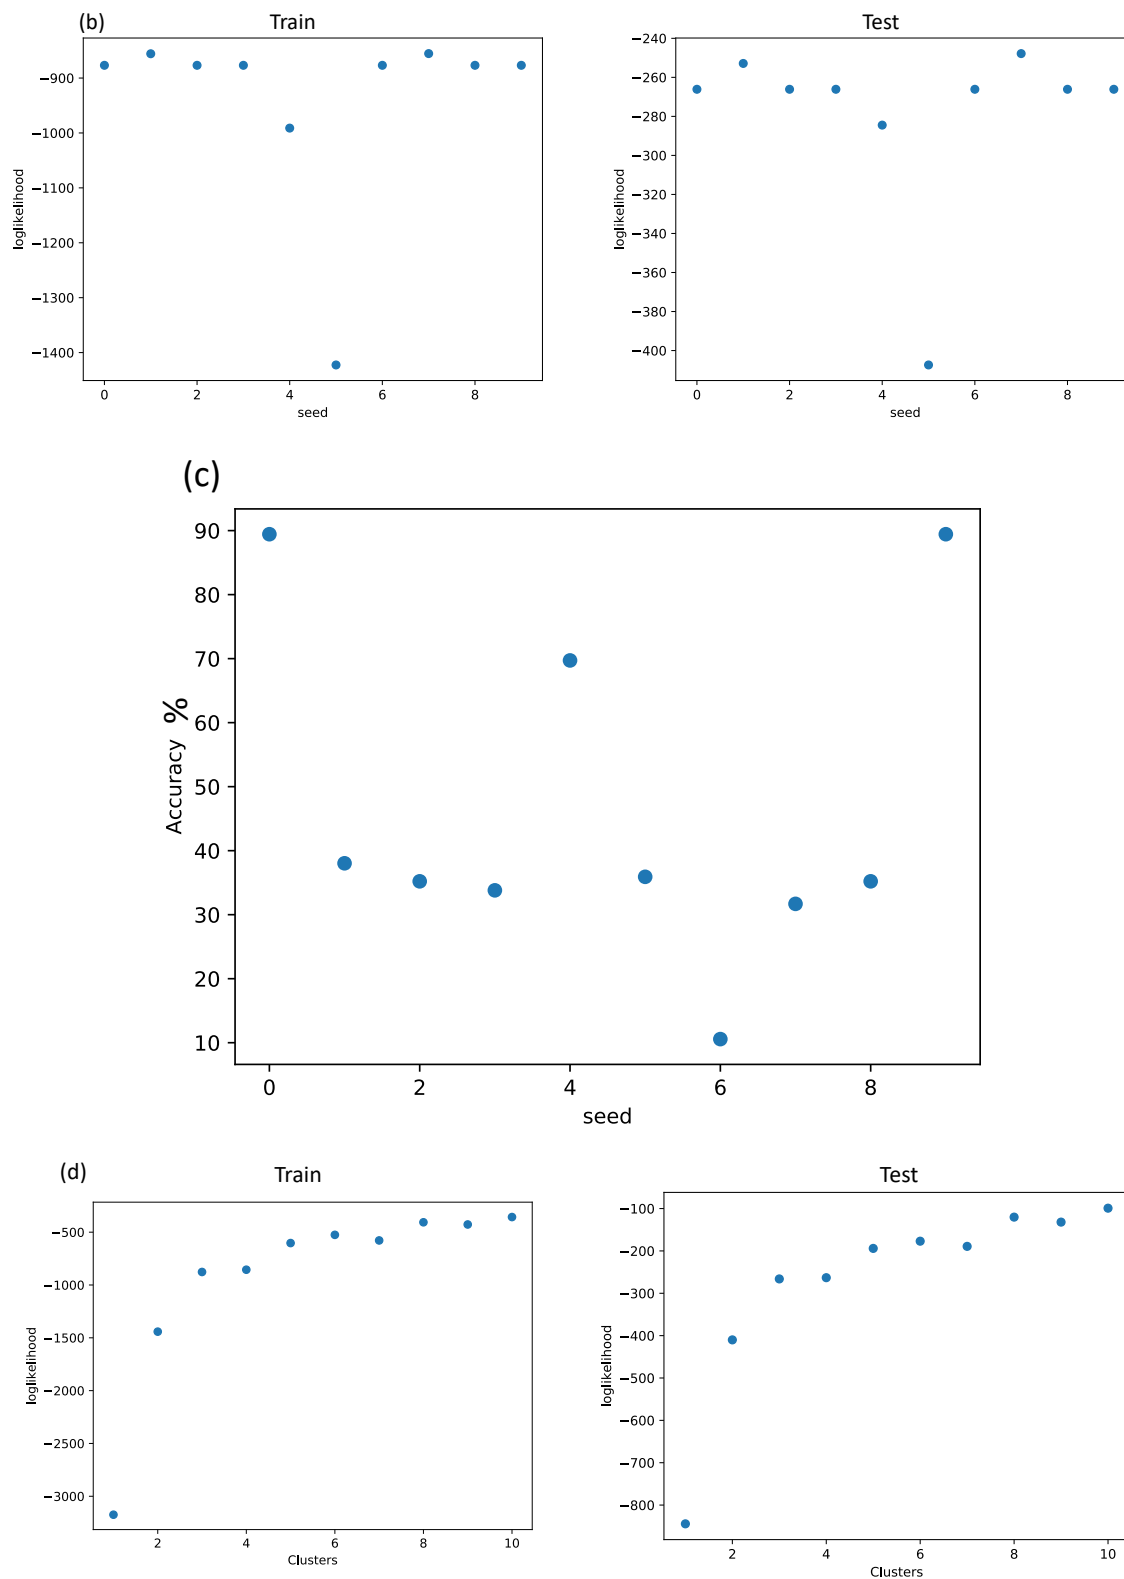 (b) Train Test
−900
−1000
−1100
−1200
−1300
−1400
loglikelihood
0 2 4 6 8
seed
−240
−260
−280
−300
−320
−340
−360
−380
−400
loglikelihood
0 2 4 6 8
seed
(c)
90
80
70
60
50
40
30
20
10
Accuracy %
0 2 4 6 8
seed
(d) Train Test
−500
−1000
−1500
−2000
−2500
−3000
loglikelihood
2 4 6 8 10
Clusters
−100
−200
−300
−400
−500
−600
−700
−800
loglikelihood
2 4 6 8 10
Clusters